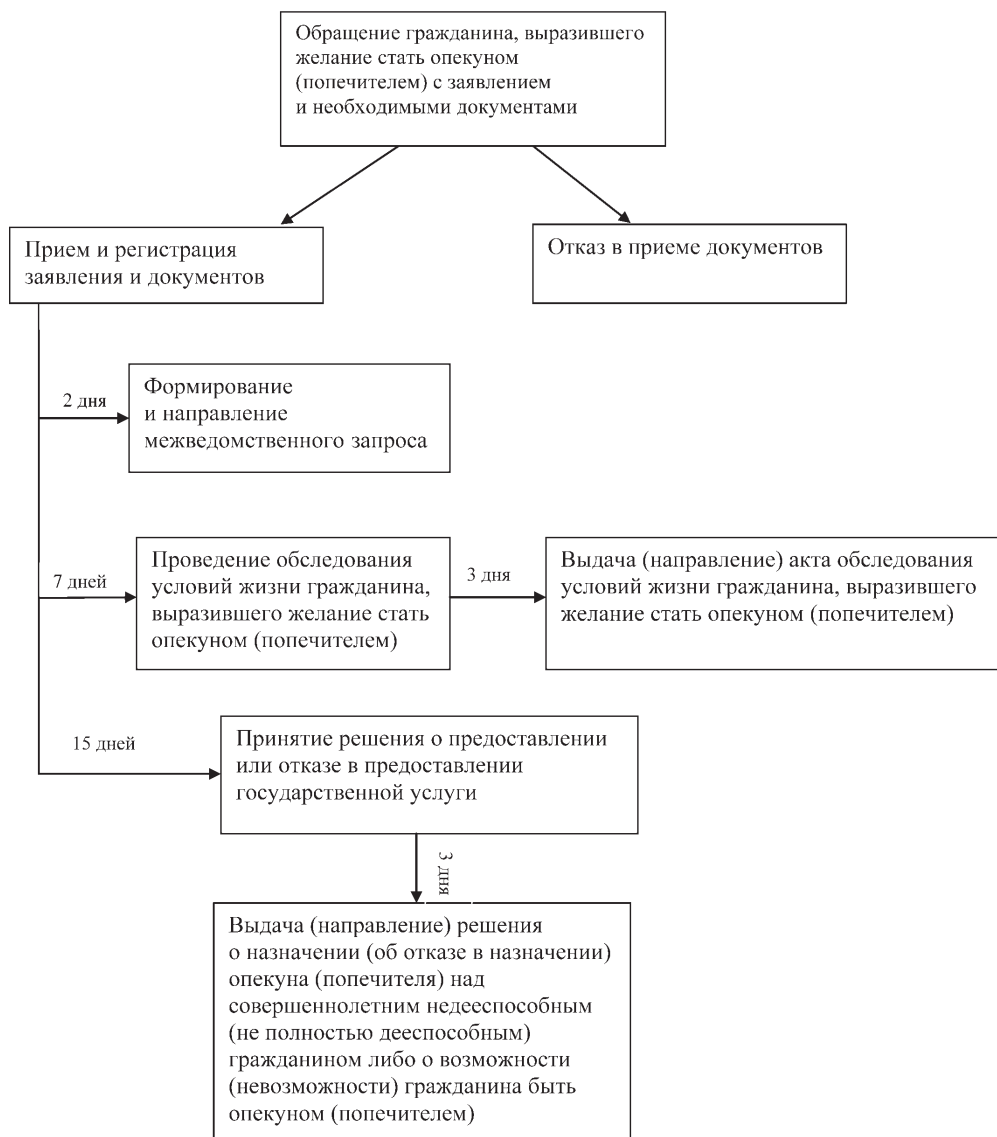 Обращение гражданина, выразившего
желание стать опекуном
(попечителем) с заявлением
и необходимыми документами
Прием и регистрация
заявления и документов
Отказ в приеме документов
2 дня
Формирование
и направление
межведомственного запроса
7 дней
Проведение обследования
условий жизни гражданина,
выразившего желание стать
опекуном (попечителем)
3 дня
Выдача (направление) акта обследования
условий жизни гражданина, выразившего
желание стать опекуном (попечителем)
15 дней
Принятие решения о предоставлении
или отказе в предоставлении
государственной услуги
3 дня
Выдача (направление) решения
о назначении (об отказе в назначении)
опекуна (попечителя) над
совершеннолетним недееспособным
(не полностью дееспособным)
гражданином либо о возможности
(невозможности) гражданина быть
опекуном (попечителем)